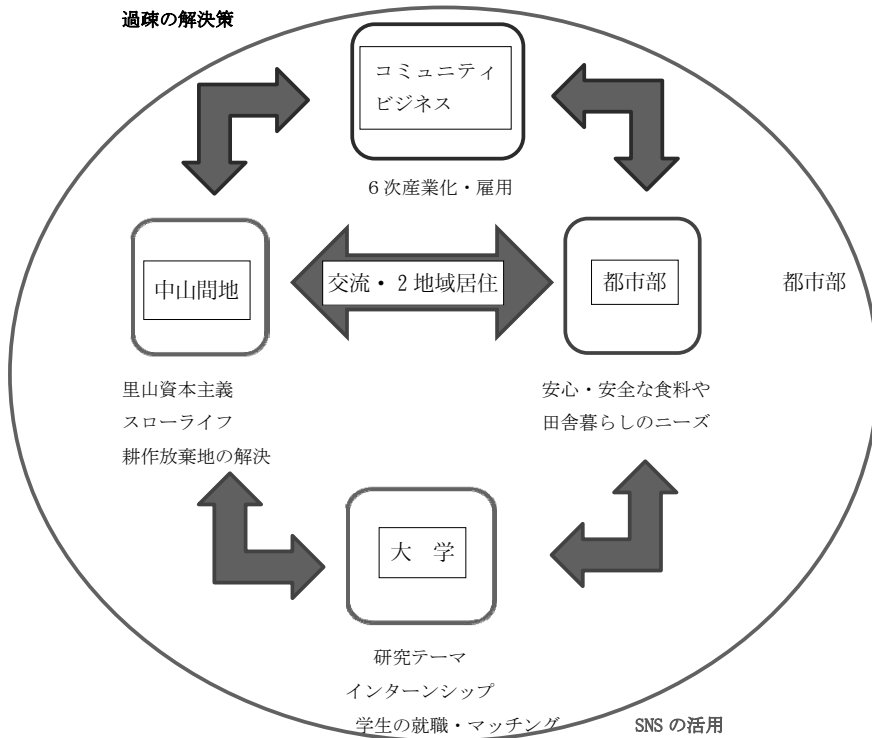 過疎の解決策
コミュニティ
ビジネス
６次産業化・雇用
中山間地
交流・２地域居住
都市部
都市部
里山資本主義
スローライフ
耕作放棄地の解決
安心・安全な食料や
田舎暮らしのニーズ
大　学
研究テーマ
インターンシップ
学生の就職・マッチング
SNS の活用